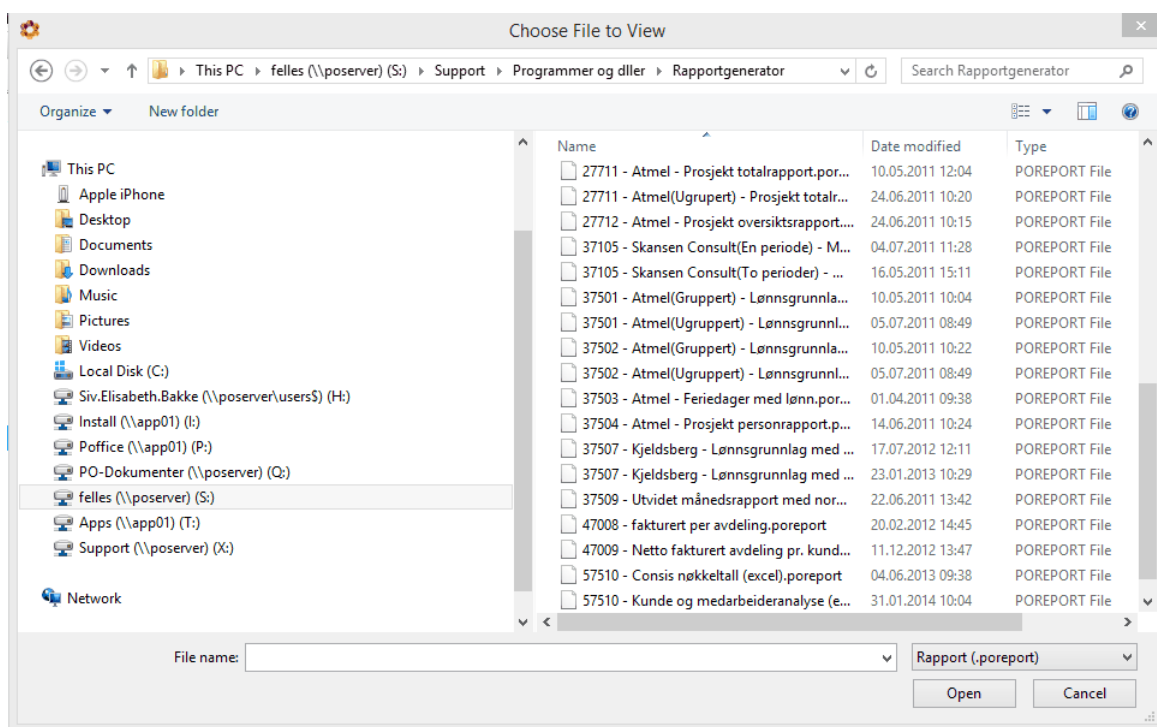 Choose File to View
This PC felles (\\poserver) (S:) Support Programmer og dller Rapportgenerator Search Rapportgenerator
Organize New folder
Name Date modified Type
This PC
Apple iPhone
Desktop
Documents
Downloads
Music
Pictures
Videos
Local Disk (C:)
Siv.Elisabeth.Bakke (\\poserver\users$) (H:)
Install (\\app01) (I:)
Poffice (\\app01) (P:)
PO-Dokumenter (\\poserver) (Q:)
felles (\\poserver) (S:)
Apps (\\app01) (T:)
Support (\\poserver) (X:)
Network
27711 - Atmel - Prosjekt totalrapport.por... 10.05.2011 12:04 POREPORT File
27711 - Atmel(Ugrupert) - Prosjekt totalr... 24.06.2011 10:20 POREPORT File
27712 - Atmel - Prosjekt oversiktsrapport.... 24.06.2011 10:15 POREPORT File
37105 - Skansen Consult(En periode) - M... 04.07.2011 11:28 POREPORT File
37105 - Skansen Consult(To perioder) - ... 16.05.2011 15:11 POREPORT File
37501 - Atmel(Gruppert) - Lønnsgrunnla... 10.05.2011 10:04 POREPORT File
37501 - Atmel(Ugruppert) - Lønnsgrunnl... 05.07.2011 08:49 POREPORT File
37502 - Atmel(Gruppert) - Lønnsgrunnla... 10.05.2011 10:22 POREPORT File
37502 - Atmel(Ugruppert) - Lønnsgrunnl... 05.07.2011 08:49 POREPORT File
37503 - Atmel - Feriedager med lønn.por... 01.04.2011 09:38 POREPORT File
37504 - Atmel - Prosjekt personrapport.p... 14.06.2011 10:24 POREPORT File
37507 - Kjeldsberg - Lønnsgrunnlag med ... 17.07.2012 12:11 POREPORT File
37507 - Kjeldsberg - Lønnsgrunnlag med ... 23.01.2013 10:29 POREPORT File
37509 - Utvidet månedsrapport med nor... 22.06.2011 13:42 POREPORT File
47008 - fakturert per avdeling.poreport 20.02.2012 14:45 POREPORT File
47009 - Netto fakturert avdeling pr. kund... 11.12.2012 13:47 POREPORT File
57510 - Consis nøkkeltall (excel).poreport 04.06.2013 09:38 POREPORT File
57510 - Kunde og medarbeideranalyse (e... 31.01.2014 10:04 POREPORT File
File name: Rapport (.poreport)
Open Cancel